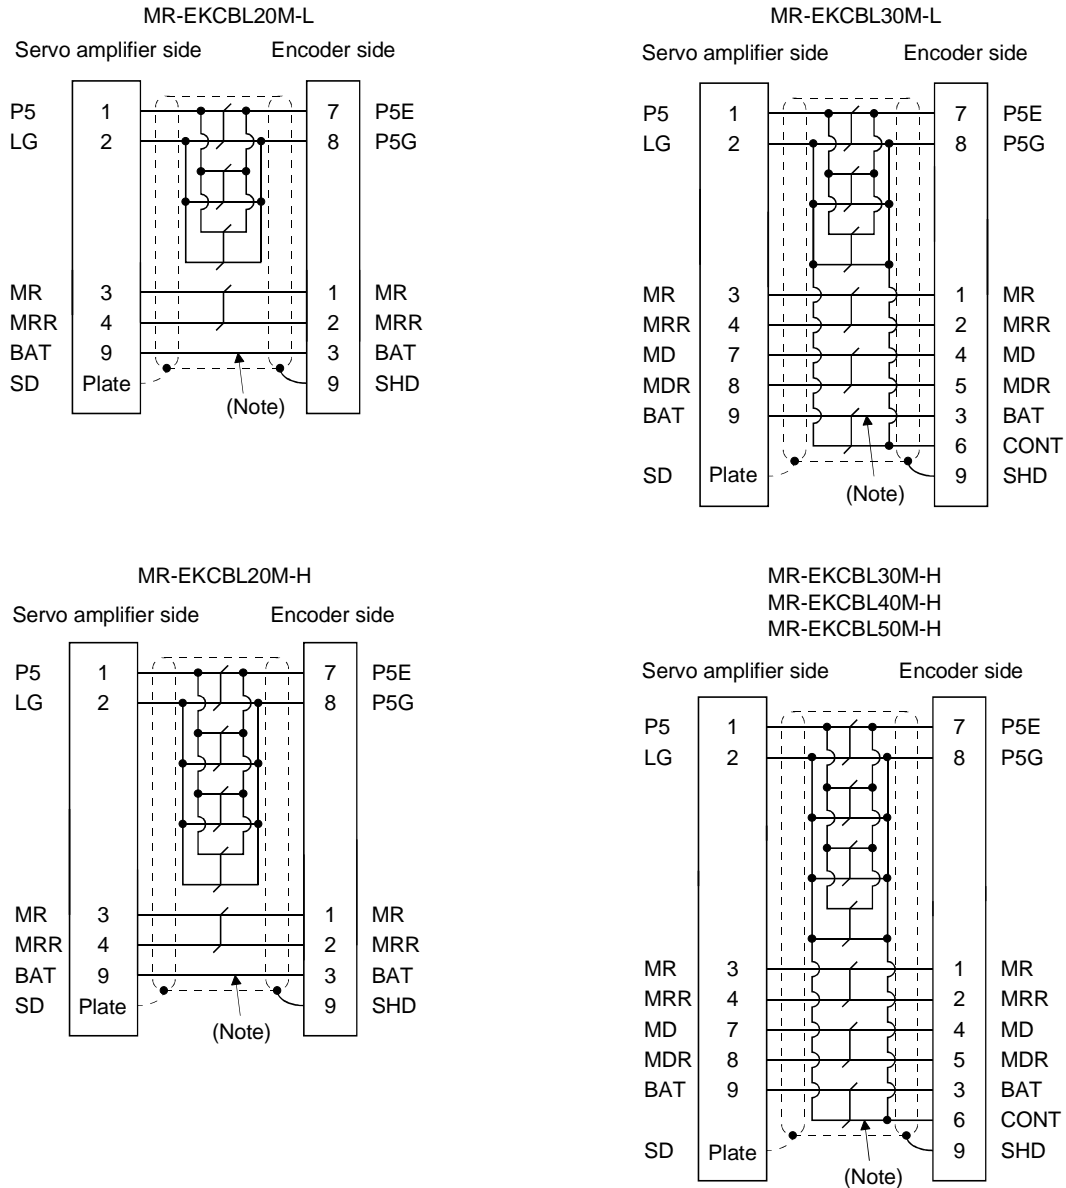 MR-EKCBL20M-L
Servo amplifier side Encoder side
P5 1 7 P5E
LG 2 8 P5G
MR 3 1 MR
MRR 4 2 MRR
BAT 9 3 BAT
SD Plate 9 SHD
(Note)
MR-EKCBL30M-L
Servo amplifier side Encoder side
P5 1 7 P5E
LG 2 8 P5G
MR 3 1 MR
MRR 4 2 MRR
MD 7 4 MD
MDR 8 5 MDR
BAT 9 3 BAT
6 CONT
SD Plate 9 SHD
(Note)
MR-EKCBL20M-H
Servo amplifier side Encoder side
P5 1 7 P5E
LG 2 8 P5G
MR 3 1 MR
MRR 4 2 MRR
BAT 9 3 BAT
SD Plate 9 SHD
(Note)
MR-EKCBL30M-H
MR-EKCBL40M-H
MR-EKCBL50M-H
Servo amplifier side Encoder side
P5 1 7 P5E
LG 2 8 P5G
MR 3 1 MR
MRR 4 2 MRR
MD 7 4 MD
MDR 8 5 MDR
BAT 9 3 BAT
6 CONT
SD Plate 9 SHD
(Note)